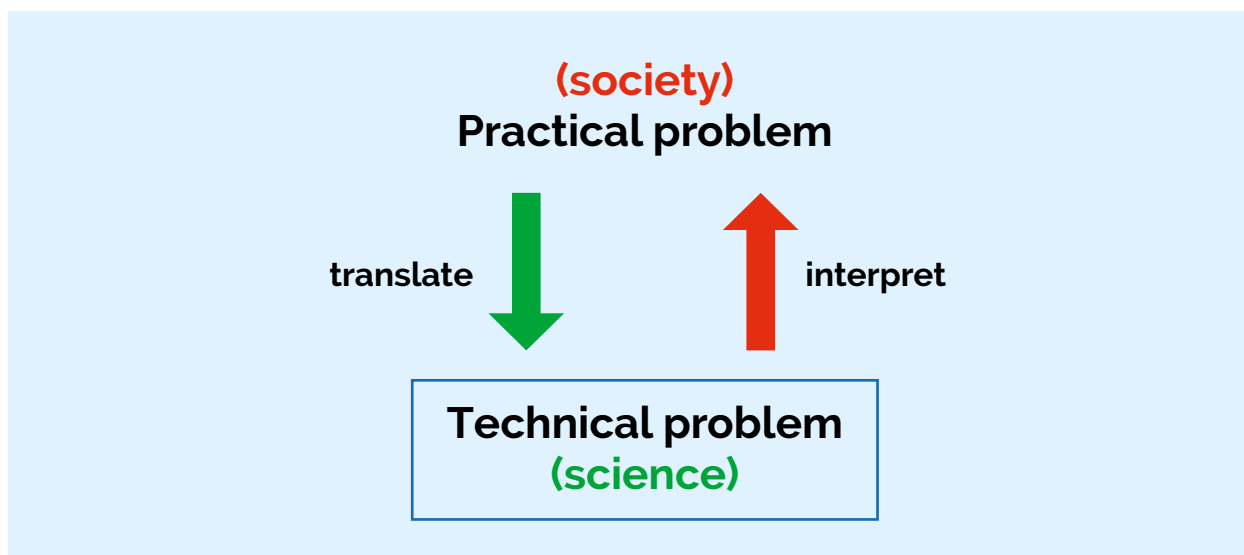 (society)
Practical problem
translate
interpret
Technical problem
(science)